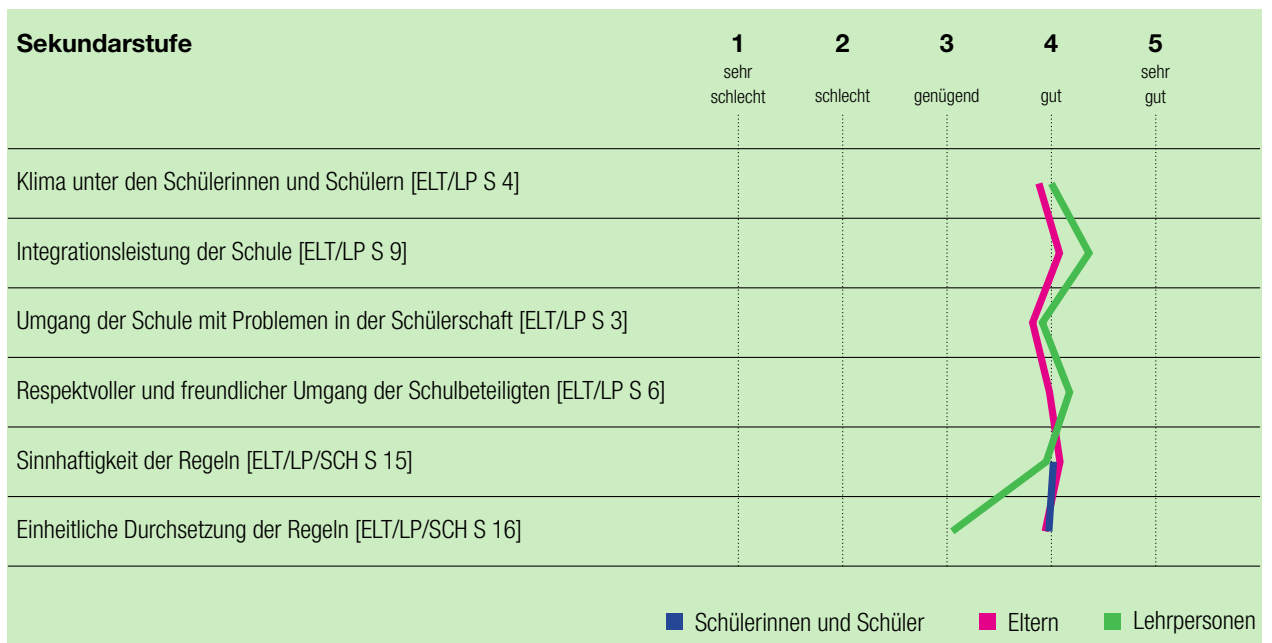 Sekundarstufe 1 2 3 4 5
sehr sehr
schlecht schlecht genügend gut gut
Klima unter den Schülerinnen und Schülern [ELT/LP S 4]
Integrationsleistung der Schule [ELT/LP S 9]
Umgang der Schule mit Problemen in der Schülerschaft [ELT/LP S 3]
Respektvoller und freundlicher Umgang der Schulbeteiligten [ELT/LP S 6]
Sinnhaftigkeit der Regeln [ELT/LP/SCH S 15]
Einheitliche Durchsetzung der Regeln [ELT/LP/SCH S 16]
Schülerinnen und Schüler Eltern Lehrpersonen